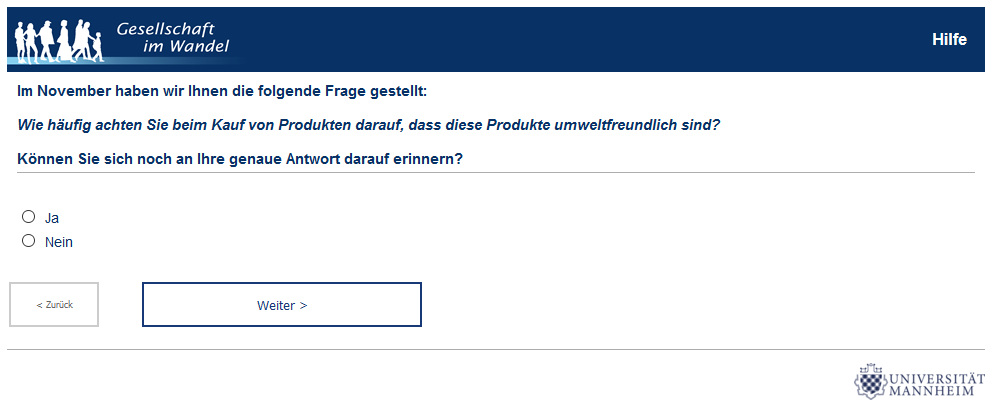 Gesellschaft
im Wandel
Hilfe
Im November haben wir Ihnen die folgende Frage gestellt:
Wie häufig achten Sie beim Kauf von Produkten darauf, dass diese Produkte umweltfreundlich sind?
Können Sie sich noch an Ihre genaue Antwort darauf erinnern?
Ja
Nein
< Zurück
Weiter >
UNIVERSITÄT
MANNHEIM